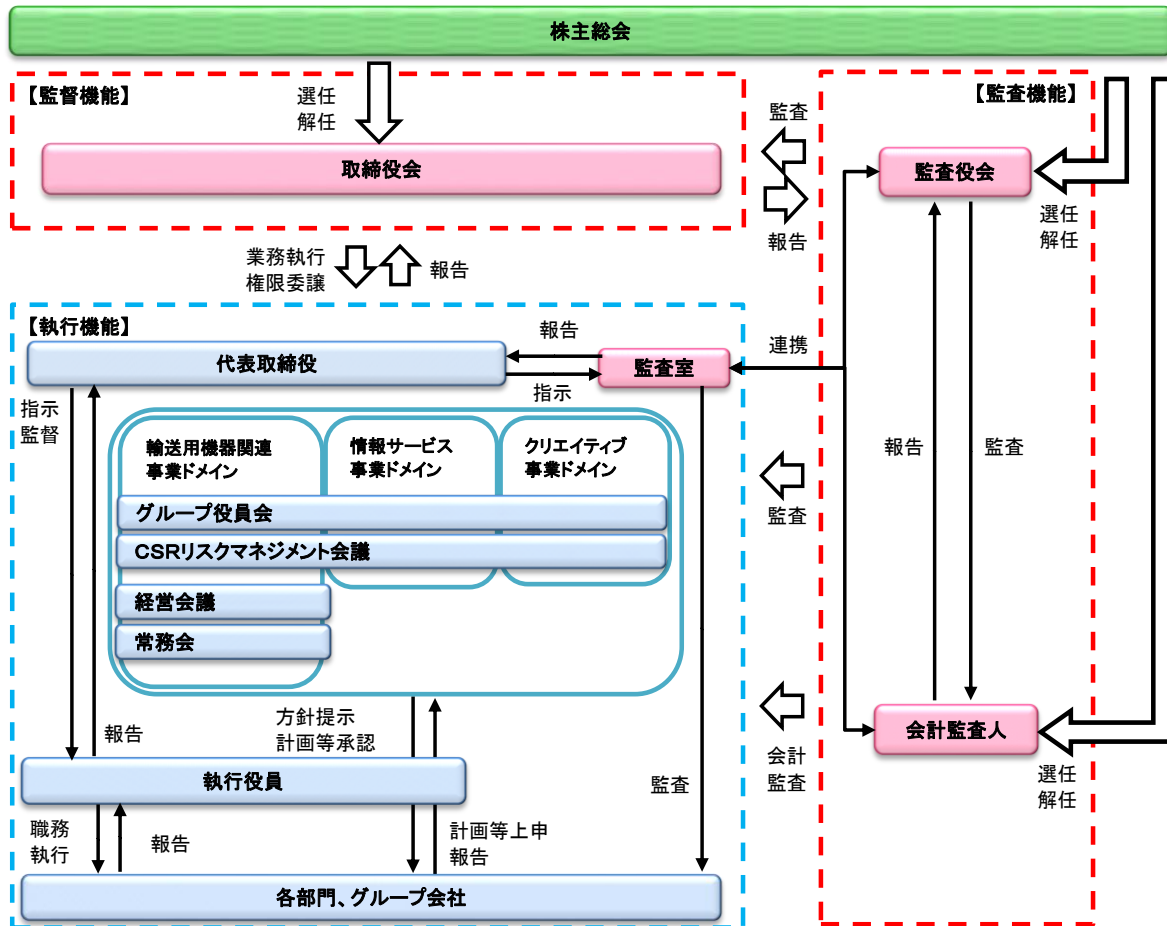 株主総会
【監督機能】
選任
解任
取締役会
【監査機能】
監査
報告
監査役会
選任
解任
業務執行
権限委譲
報告
【執行機能】
代表取締役
報告
指示
監査室
連携
指示
監督
輸送用機器関連
事業ドメイン
情報サービス
事業ドメイン
クリエイティブ
事業ドメイン
グループ役員会
CSRリスクマネジメント会議
経営会議
常務会
監査
報告
監査
報告
方針提示
計画等承認
会計
監査
会計監査人
選任
解任
執行役員
監査
職務
執行
報告
計画等上申
報告
各部門、グループ会社